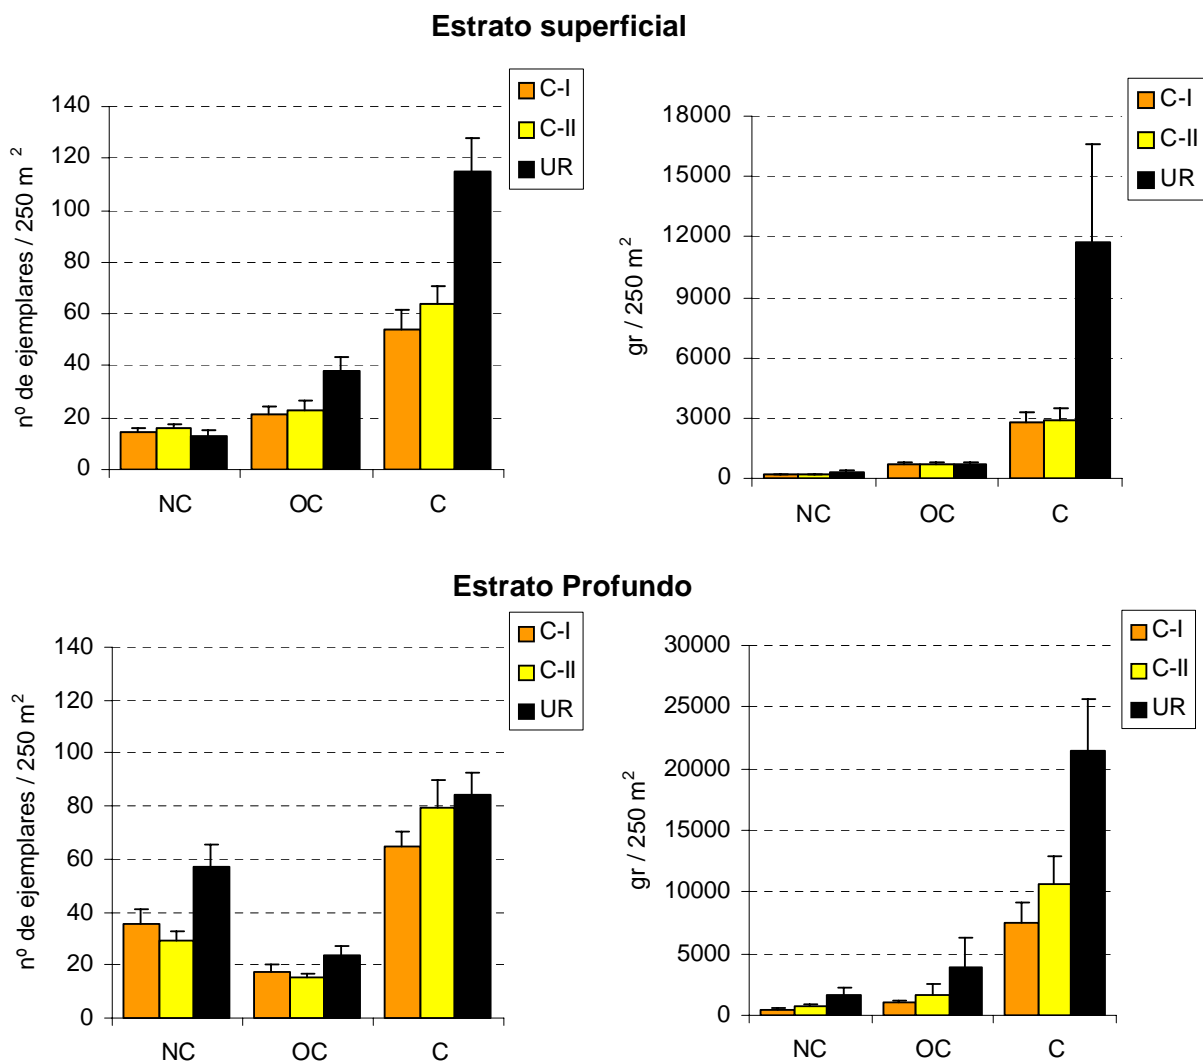 Estrato superficial
nº de ejemplares / 250 m²
140
120
100
80
60
40
20
0
NC OC C
C-I
C-II
UR
gr / 250 m²
18000
15000
12000
9000
6000
3000
0
NC OC C
C-I
C-II
UR
Estrato Profundo
nº de ejemplares / 250 m²
140
120
100
80
60
40
20
0
NC OC C
C-I
C-II
UR
gr / 250 m²
30000
25000
20000
15000
10000
5000
0
NC OC C
C-I
C-II
UR